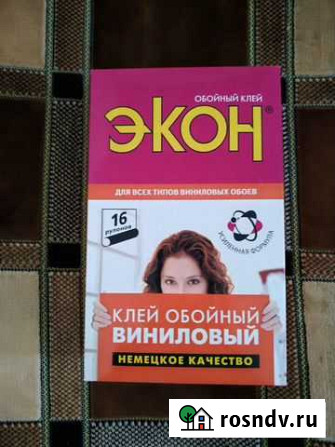 ОБОЙНЫЙ КЛЕЙ
ЭКОН®
ДЛЯ ВСЕХ ТИПОВ ВИНИЛОВЫХ ОБОЕВ
16
рулонов
УСИЛЕННАЯ ФОРМУЛА
КЛЕЙ ОБОЙНЫЙ
ВИНИЛОВЫЙ
НЕМЕЦКОЕ КАЧЕСТВО
rosndv.ru